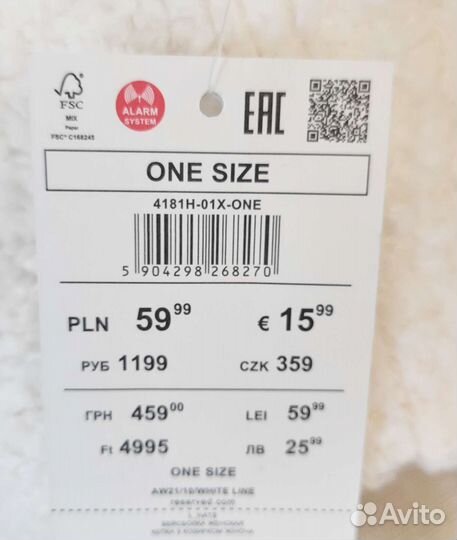 FSC
MIX
Paper
FSC® C168245
ALARM
SYSTEM
EAC
ONE SIZE
4181H-01X-ONE
5 904298 268270
PLN 59 99
€ 15 99
РУБ 1199
CZK 359
ГРН 459 00
LEI 59 99
Ft 4995
ЛВ 25 99
ONE SIZE
AW21/10/WHITE LINE
reserved.com
Avito